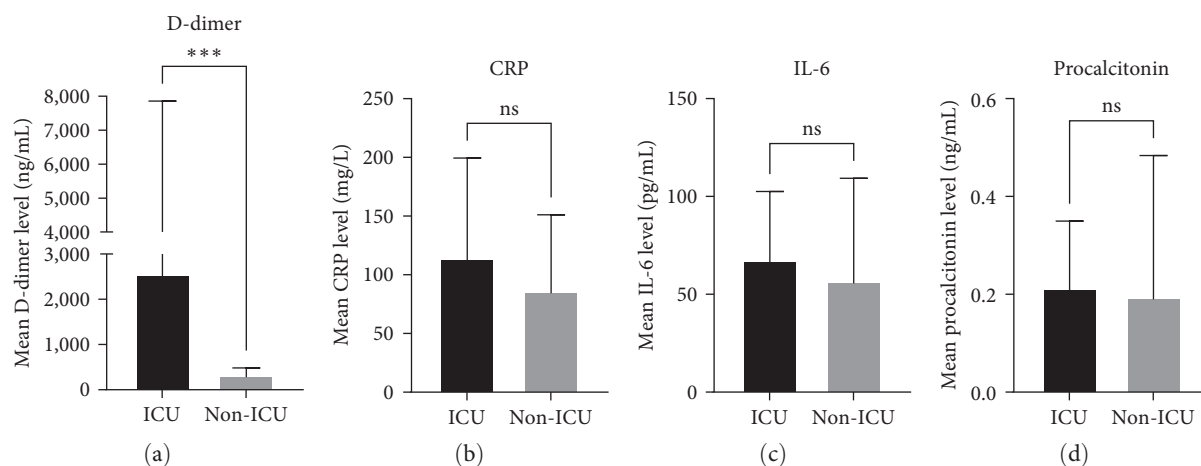 D-dimer
***
Mean D-dimer level (ng/mL)
8,000
7,000
6,000
5,000
4,000
3,000
2,000
1,000
0
ICU
Non-ICU
(a)
CRP
ns
Mean CRP level (mg/L)
250
200
150
100
50
0
ICU
Non-ICU
(b)
IL-6
ns
Mean IL-6 level (pg/mL)
150
100
50
0
ICU
Non-ICU
(c)
Procalcitonin
ns
Mean procalcitonin level (ng/mL)
0.6
0.4
0.2
0.0
ICU
Non-ICU
(d)